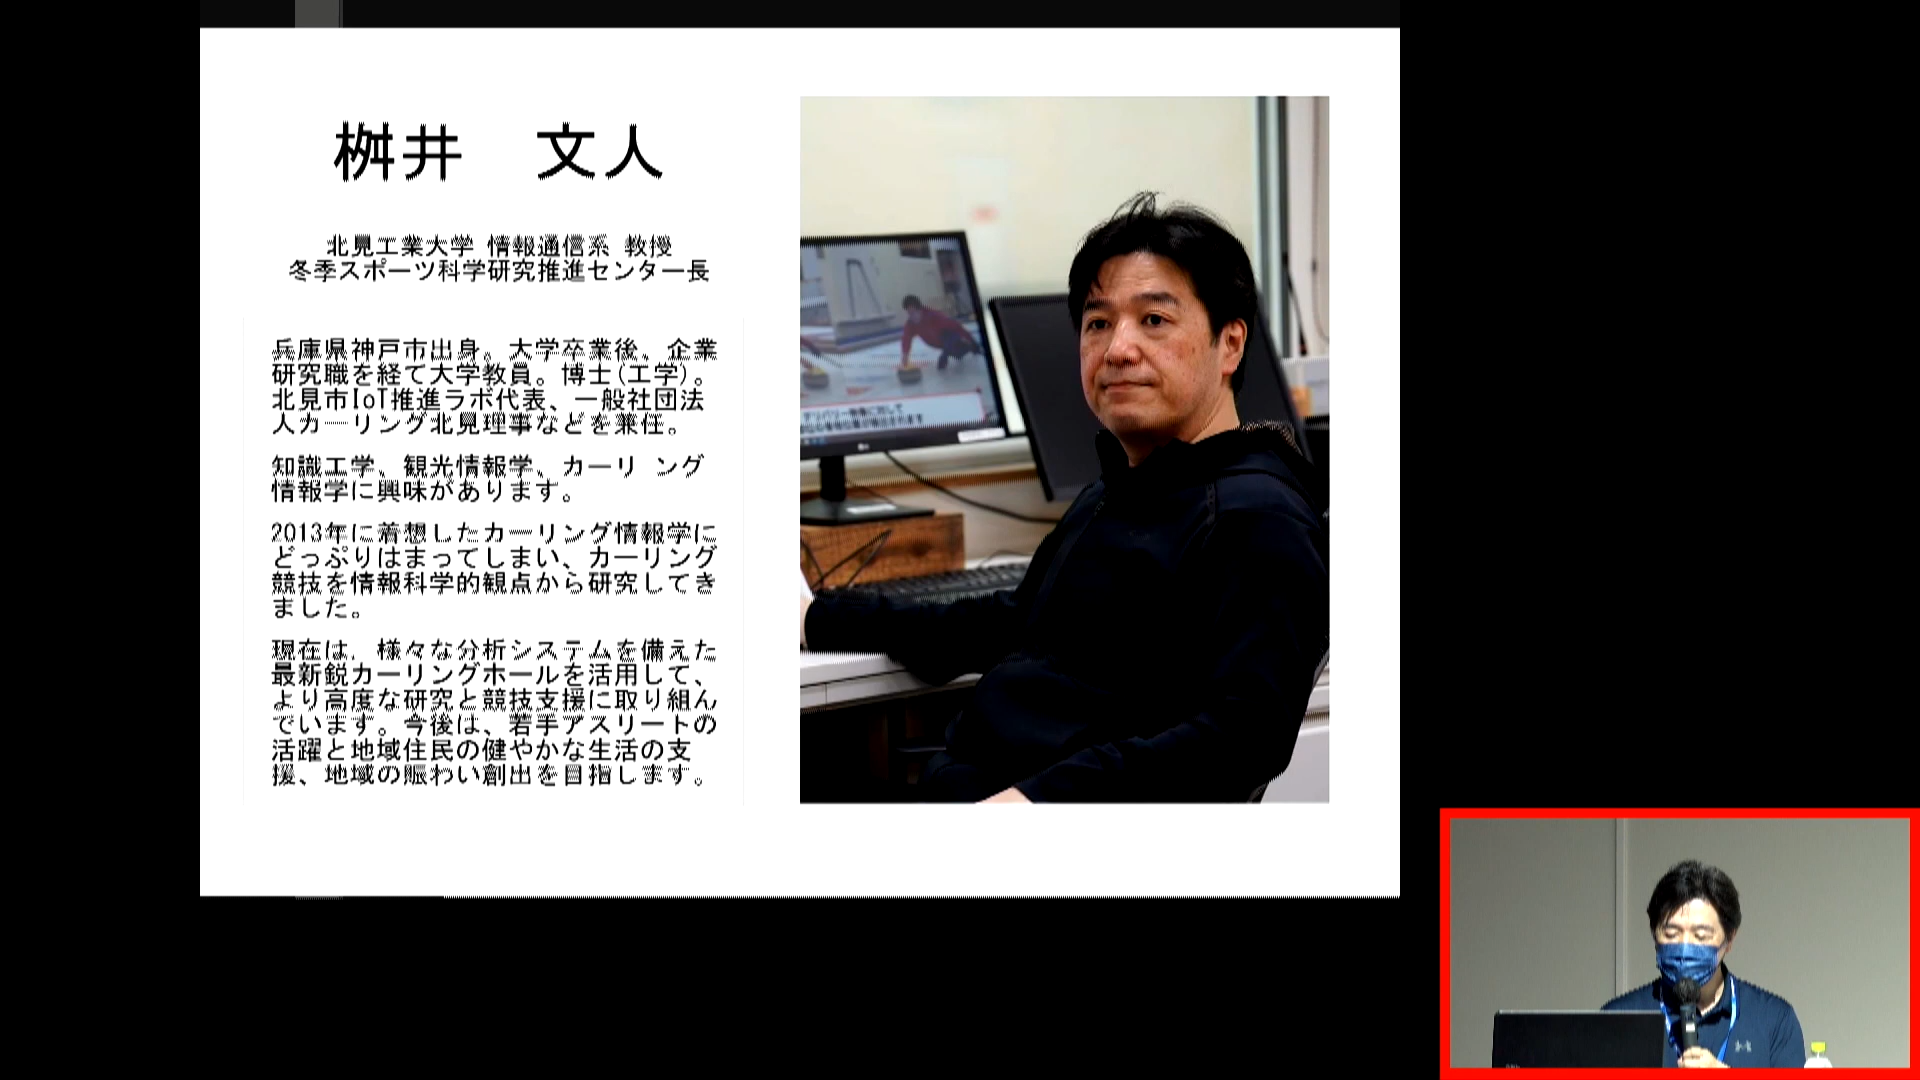 桝井　文人
北見工業大学 情報通信系 教授
冬季スポーツ科学研究推進センター長
兵庫県神戸市出身。大学卒業後、企業
研究職を経て大学教員。博士(工学)。
北見市IoT推進ラボ代表、一般社団法
人カーリング北見理事などを兼任。
知識工学、観光情報学、カーリ ング
情報学に興味があります。
2013年に着想したカーリング情報学に
どっぷりはまってしまい、カーリング
競技を情報科学的観点から研究してき
ました。
現在は、様々な分析システムを備えた
最新鋭カーリングホールを活用して、
より高度な研究と競技支援に取り組ん
でいます。今後は、若手アスリートの
活躍と地域住民の健やかな生活の支
援、地域の賑わい創出を目指します。